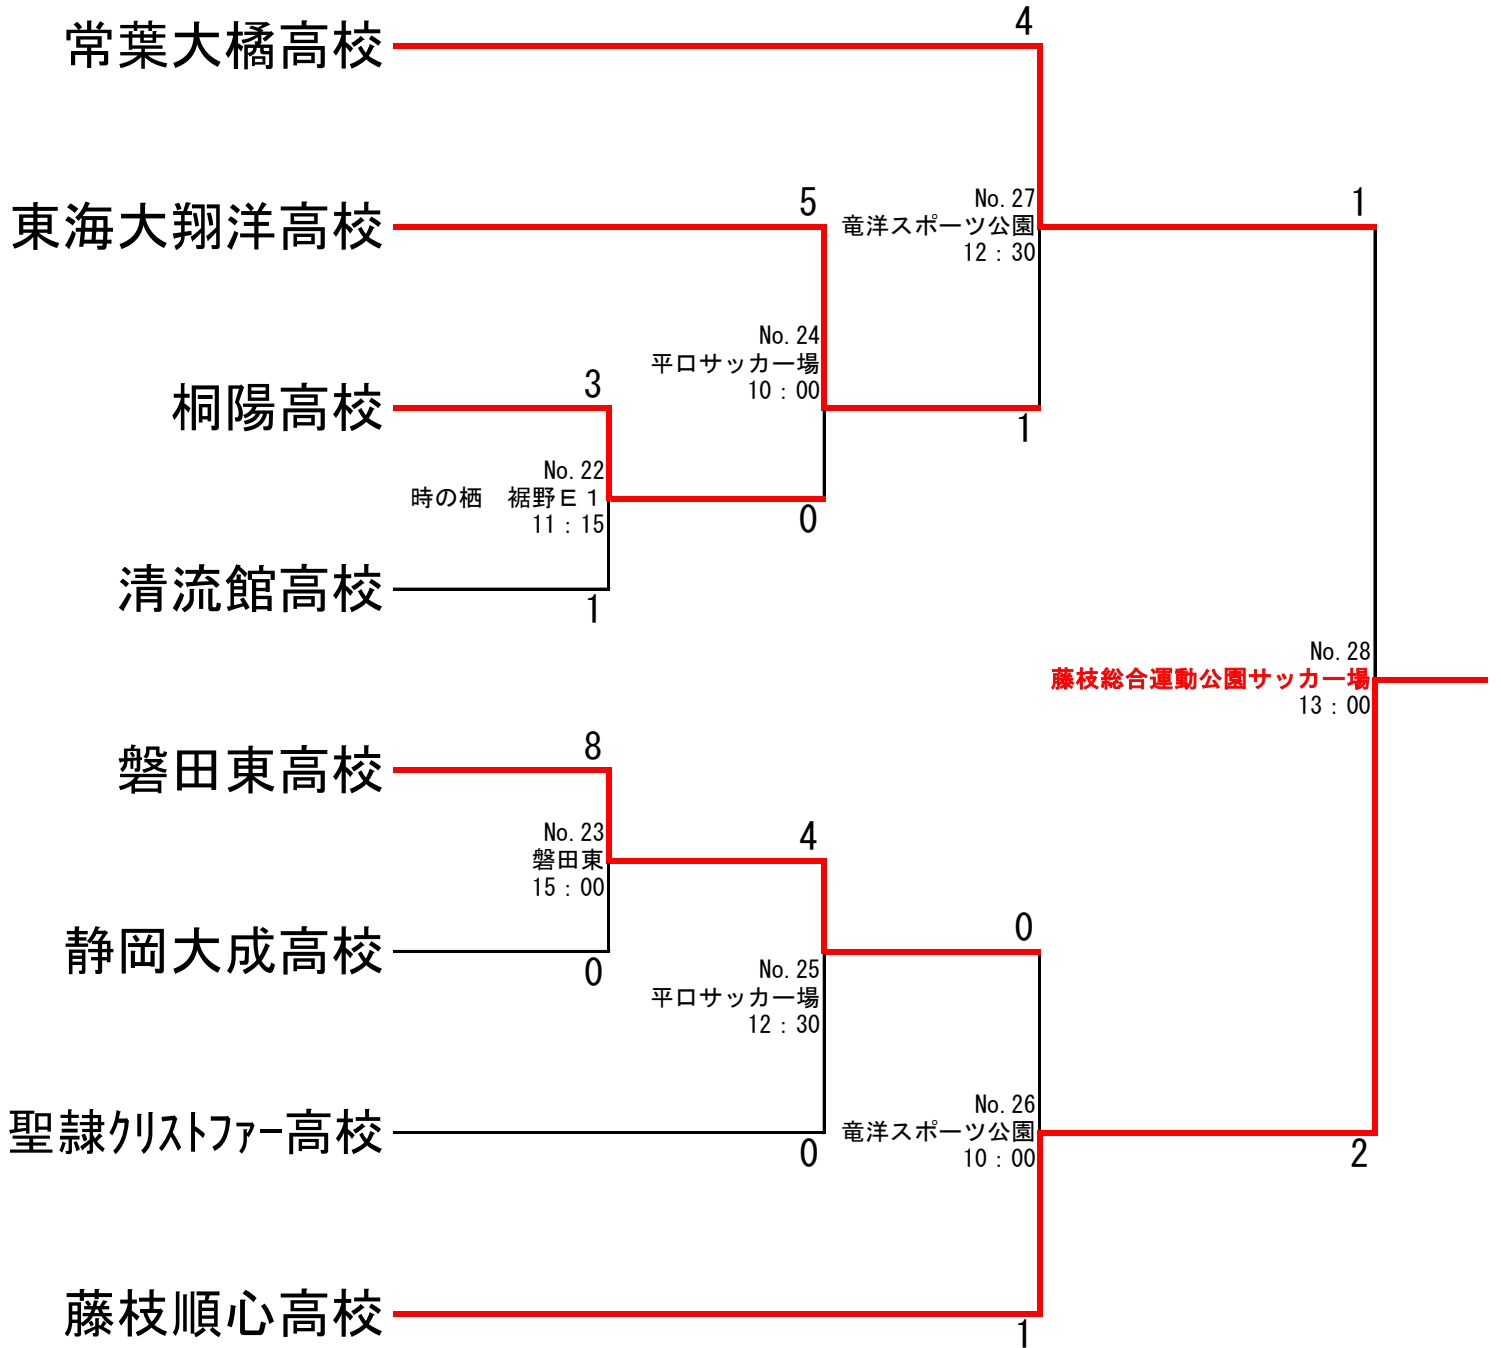 4
常葉大橘高校
5
No.27
竜洋スポーツ公園
12：30
1
東海大翔洋高校
No.24
平口サッカー場
10：00
3
桐陽高校
1
No.22
時の栖　裾野Ｅ１
11：15
0
清流館高校
1
No.28
藤枝総合運動公園サッカー場
13：00
8
磐田東高校
No.23
磐田東
15：00
4
0
静岡大成高校
0
No.25
平口サッカー場
12：30
No.26
竜洋スポーツ公園
10：00
聖隷ｸﾘｽﾄﾌｧｰ高校
0
2
藤枝順心高校
1